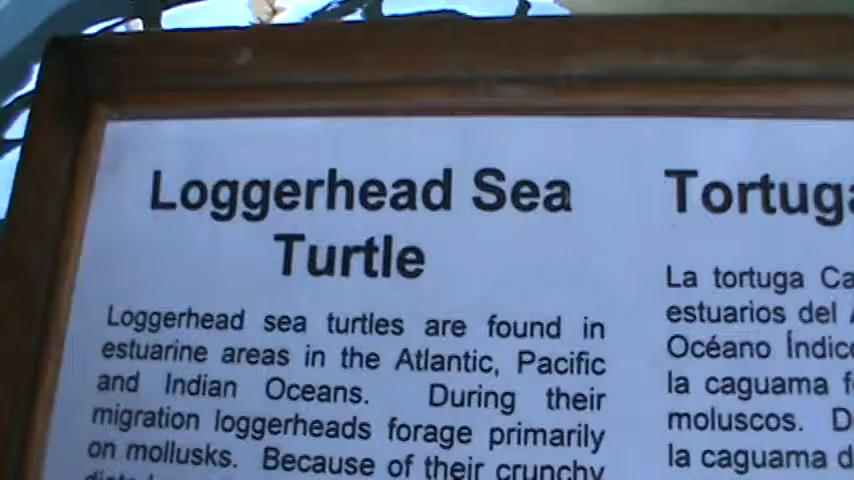 Loggerhead Sea
Turtle
Loggerhead sea turtles are found in
estuarine areas in the Atlantic, Pacific
and Indian Oceans. During their
migration loggerheads forage primarily
on mollusks. Because of their crunchy
La tortuga
estuarios del
Océano
la caguama
moluscos.
la caguama